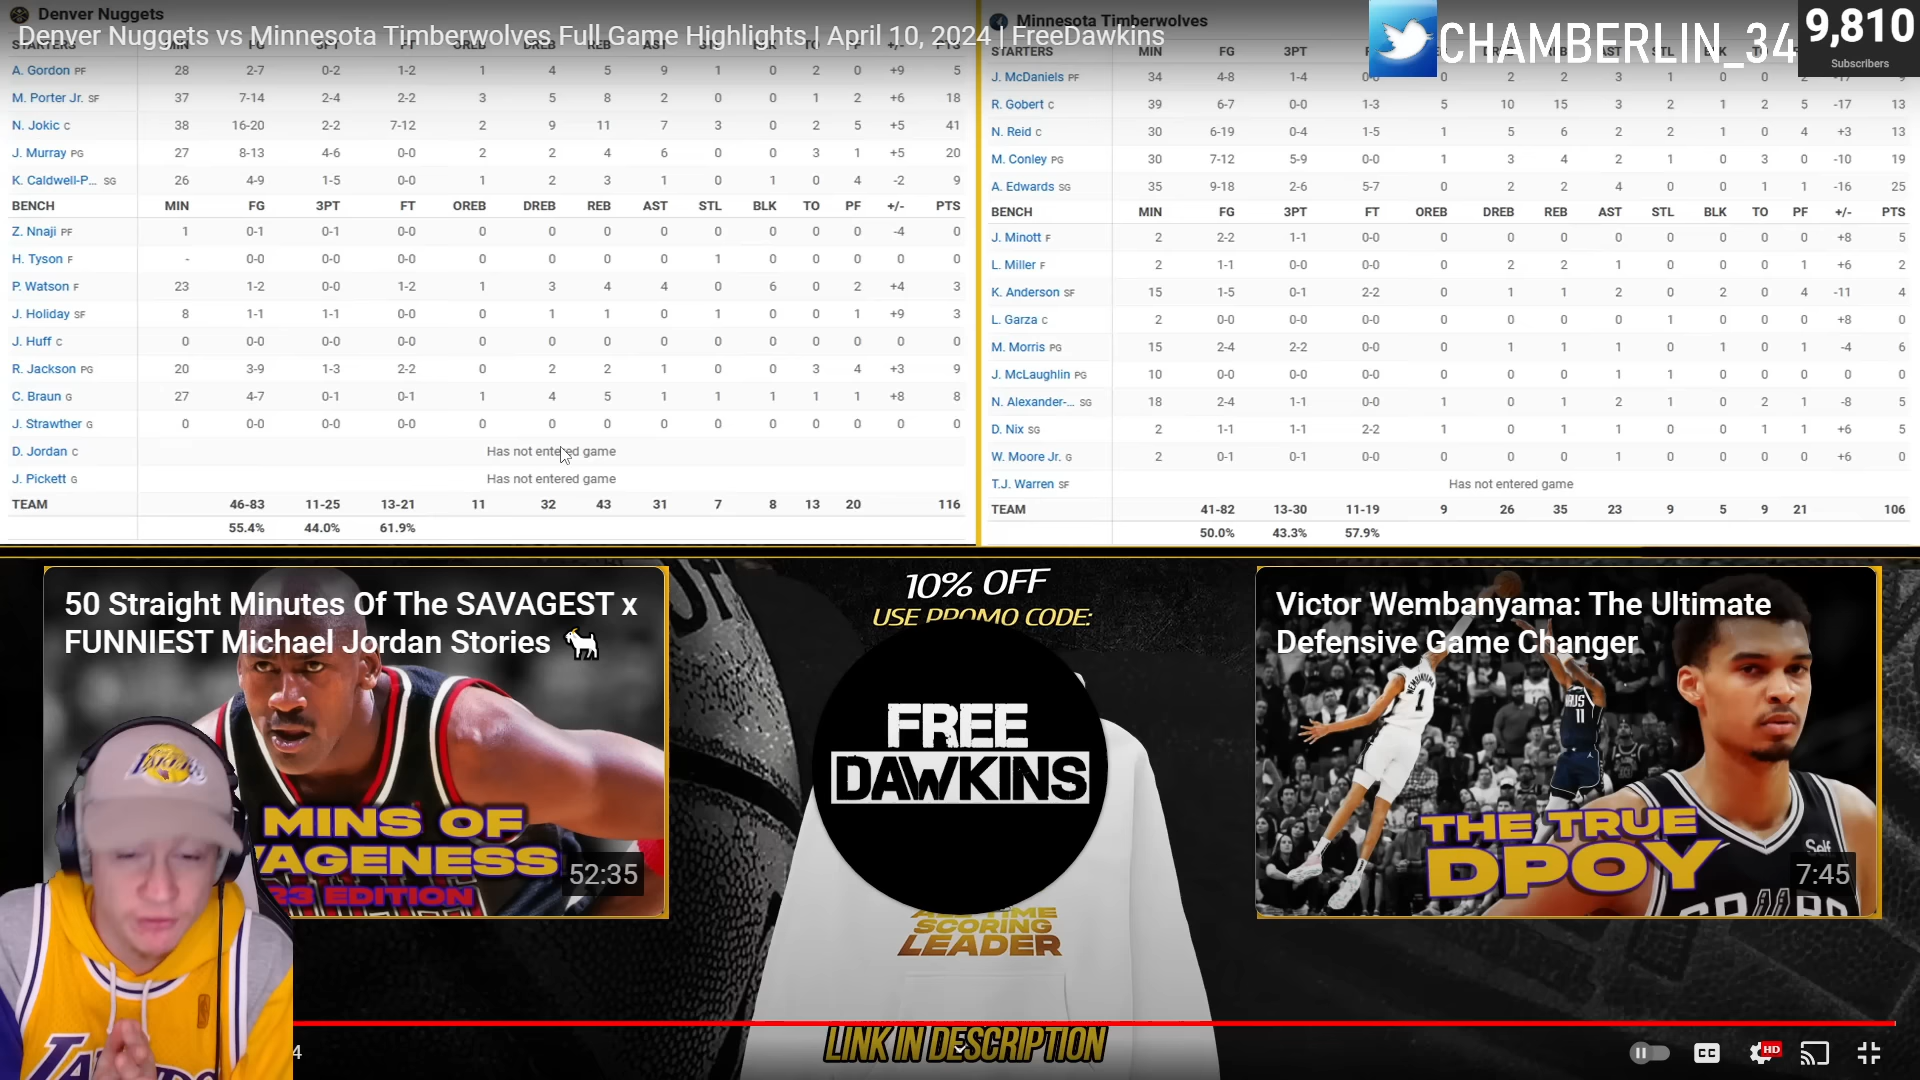 Denver Nuggets
Denver Nuggets vs Minnesota Timberwolves Full Game Highlights | April 10, 2024 | FreeDawkins
STARTERS MIN FG 3PT FT OREB DREB REB AST STL BLK TO PF +/- PTS
A. Gordon PF 28 2-7 0-2 1-2 1 4 5 9 1 0 2 0 +9 5
M. Porter Jr. SF 37 7-14 2-4 2-2 3 5 8 2 0 0 1 2 +6 18
N. Jokic C 38 16-20 2-2 7-12 2 9 11 7 3 0 2 5 +5 41
J. Murray PG 27 8-13 4-6 0-0 2 2 4 6 0 0 3 1 +5 20
K. Caldwell-P... SG 26 4-9 1-5 0-0 1 2 3 1 0 1 0 4 -2 9
BENCH MIN FG 3PT FT OREB DREB REB AST STL BLK TO PF +/- PTS
Z. Nnaji PF 1 0-1 0-1 0-0 0 0 0 0 0 0 0 0 -4 0
H. Tyson F - 0-0 0-0 0-0 0 0 0 0 1 0 0 0 0 0
P. Watson F 23 1-2 0-0 1-2 1 3 4 4 0 6 0 2 +4 3
J. Holiday SF 8 1-1 1-1 0-0 0 1 1 0 1 0 0 1 +9 3
J. Huff C 0 0-0 0-0 0-0 0 0 0 0 0 0 0 0 0 0
R. Jackson PG 20 3-9 1-3 2-2 0 2 2 1 0 0 3 4 +3 9
C. Braun G 27 4-7 0-1 0-1 1 4 5 1 1 1 1 1 +8 8
J. Strawther G 0 0-0 0-0 0-0 0 0 0 0 0 0 0 0 0 0
D. Jordan C Has not entered game
J. Pickett G Has not entered game
TEAM 46-83 11-25 13-21 11 32 43 31 7 8 13 20 116
55.4% 44.0% 61.9%
Minnesota Timberwolves
STARTERS MIN FG 3PT FT OREB DREB REB AST
J. McDaniels PF 34 4-8 1-4 0-0 0 2 2 3 1 0 0 2 -17 9
R. Gobert C 39 6-7 0-0 1-3 5 10 15 3 2 1 2 5 -17 13
N. Reid C 30 6-19 0-4 1-5 1 5 6 2 2 1 0 4 +3 13
M. Conley PG 30 7-12 5-9 0-0 1 3 4 2 1 0 3 0 -10 19
A. Edwards SG 35 9-18 2-6 5-7 0 2 2 4 0 0 1 1 -16 25
BENCH MIN FG 3PT FT OREB DREB REB AST STL BLK TO PF +/- PTS
J. Minott F 2 2-2 1-1 0-0 0 0 0 0 0 0 0 0 +8 5
L. Miller F 2 1-1 0-0 0-0 0 2 2 1 0 0 0 1 +6 2
K. Anderson SF 15 1-5 0-1 2-2 0 1 1 2 0 2 0 4 -11 4
L. Garza C 2 0-0 0-0 0-0 0 0 0 0 1 0 0 0 +8 0
M. Morris PG 15 2-4 2-2 0-0 0 1 1 1 0 1 0 1 -4 6
J. McLaughlin PG 10 0-0 0-0 0-0 0 0 0 1 1 0 0 0 0 0
N. Alexander-... SG 18 2-4 1-1 0-0 1 0 1 2 1 0 2 1 -8 5
D. Nix SG 2 1-1 1-1 2-2 1 0 1 1 0 0 1 1 +6 5
W. Moore Jr. G 2 0-1 0-1 0-0 0 0 0 1 0 0 0 0 +6 0
T.J. Warren SF Has not entered game
TEAM 41-82 13-30 11-19 9 26 35 23 9 5 9 21 106
50.0% 43.3% 57.9%
CHAMBERLIN_34
9,810
Subscribers
50 Straight Minutes Of The SAVAGEST x
FUNNIEST Michael Jordan Stories 🐐
MINS OF
VAGENESS
23 EDITION
52:35
10% OFF
USE PROMO CODE:
FREE
DAWKINS
ALL TIME
SCORING
LEADER
LINK IN DESCRIPTION
Victor Wembanyama: The Ultimate
Defensive Game Changer
WEMBANYAMA
1
11
THE TRUE
DPOY
Self
7:45
LAKERS
4
CC
HD